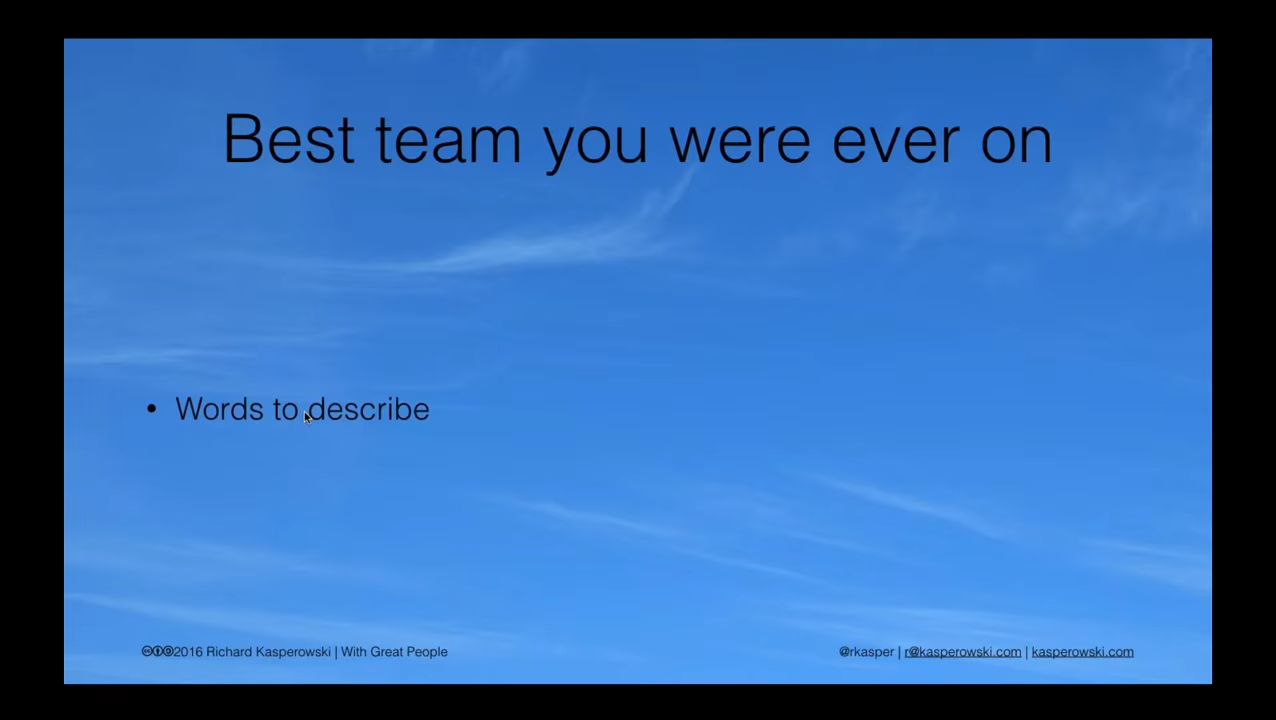 Best team you were ever on
• Words to describe
🅭🅯🄎2016 Richard Kasperowski | With Great People
@rkasper | r@kasperowski.com | kasperowski.com